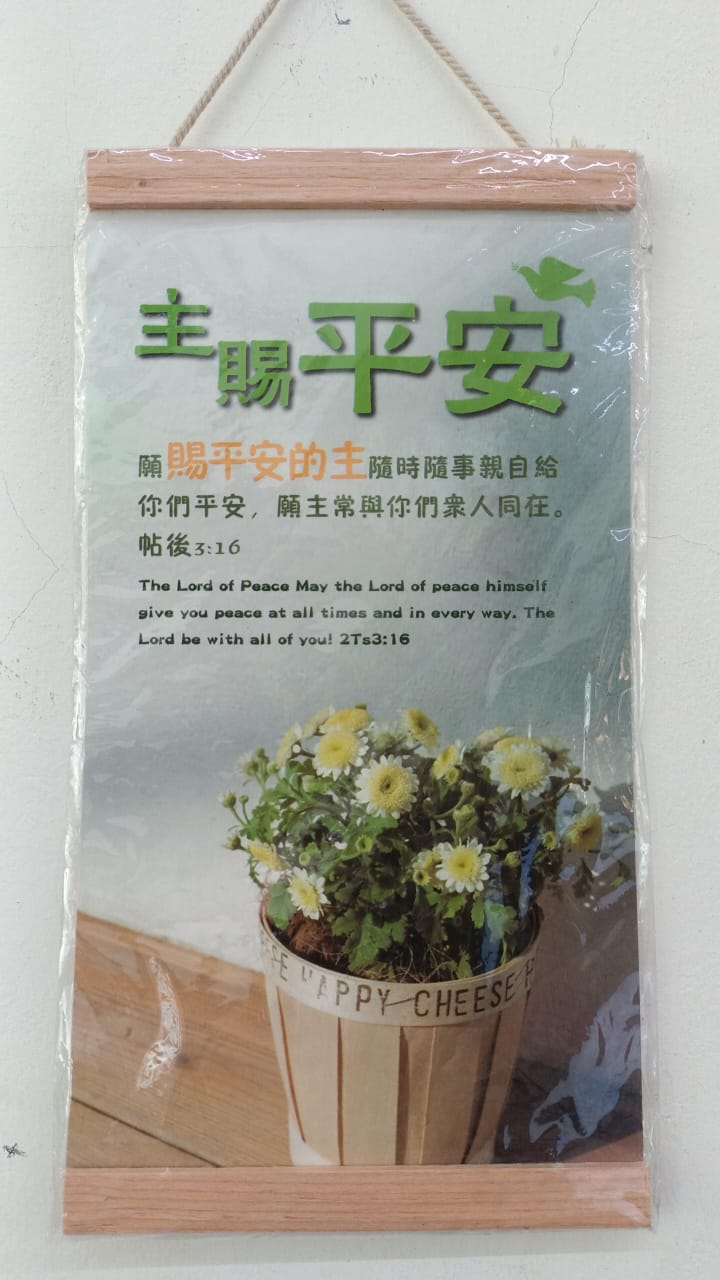 主賜平安
願賜平安的主隨時隨事親自給
你們平安，願主常與你們眾人同在。
帖後3:16
The Lord of Peace May the Lord of peace himself
give you peace at all times and in every way. The
Lord be with all of you! 2Ts3:16
HAPPY CHEESE